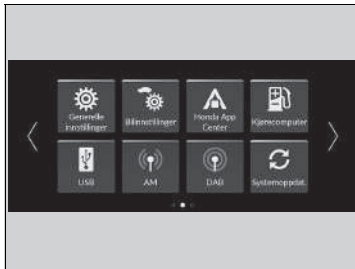 Generelle
innstillinger
Bilinnstillinger
Honda App
Center
Kjørecomputer
USB
AM
DAB
Systemoppdat.